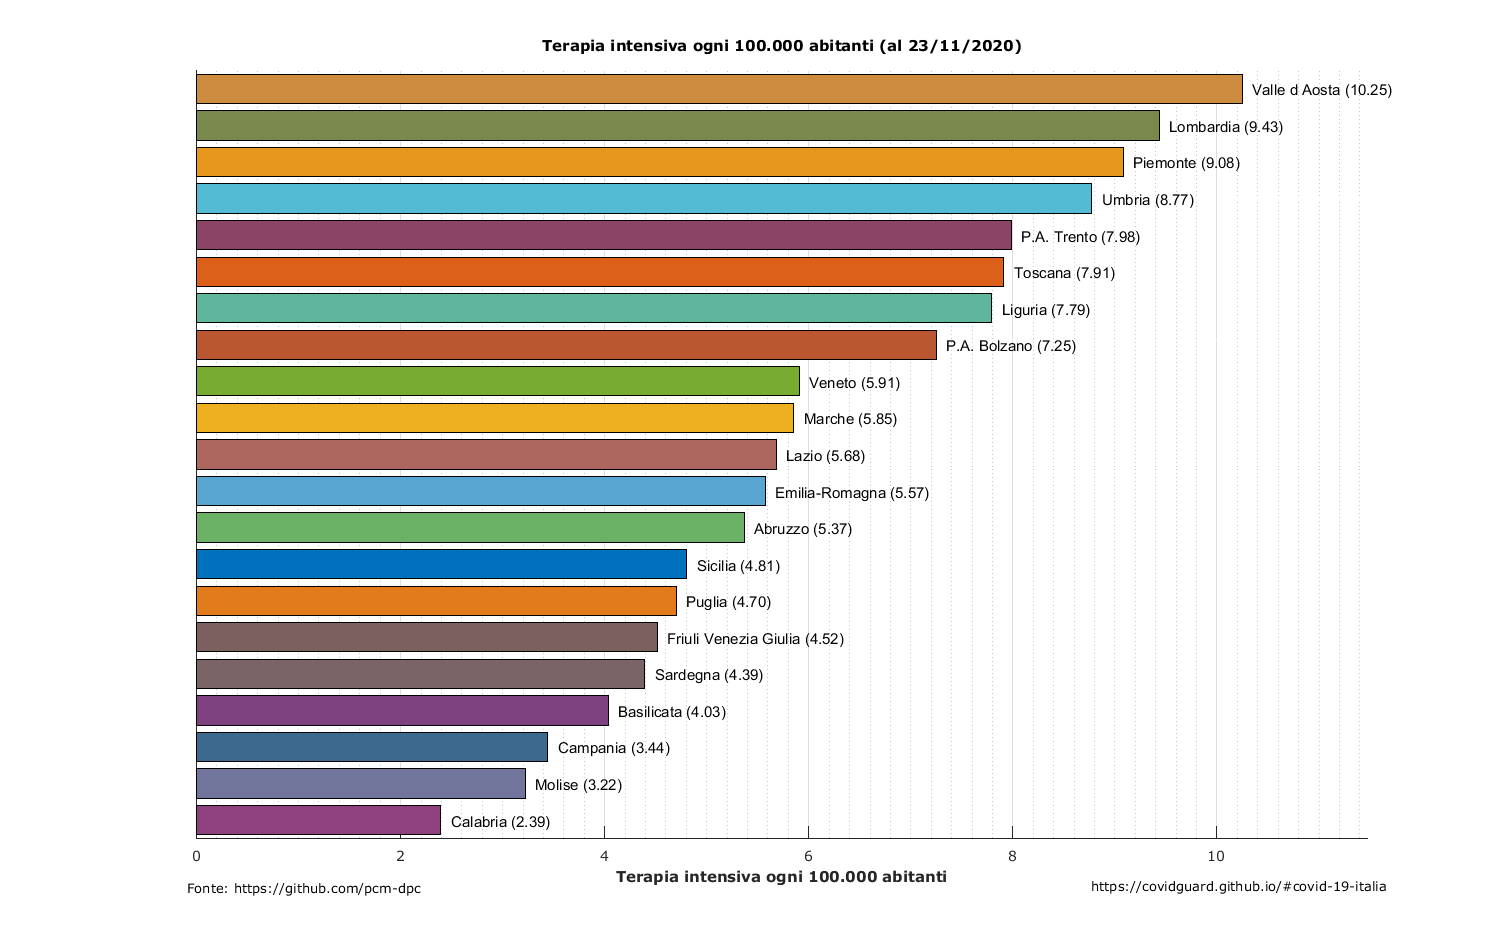 Terapia intensiva ogni 100.000 abitanti (al 23/11/2020)
Valle d Aosta (10.25)
Lombardia (9.43)
Piemonte (9.08)
Umbria (8.77)
P.A. Trento (7.98)
Toscana (7.91)
Liguria (7.79)
P.A. Bolzano (7.25)
Veneto (5.91)
Marche (5.85)
Lazio (5.68)
Emilia-Romagna (5.57)
Abruzzo (5.37)
Sicilia (4.81)
Puglia (4.70)
Friuli Venezia Giulia (4.52)
Sardegna (4.39)
Basilicata (4.03)
Campania (3.44)
Molise (3.22)
Calabria (2.39)
0 2 4 6 8 10
Terapia intensiva ogni 100.000 abitanti
Fonte: https://github.com/pcm-dpc
https://covidguard.github.io/#covid-19-italia